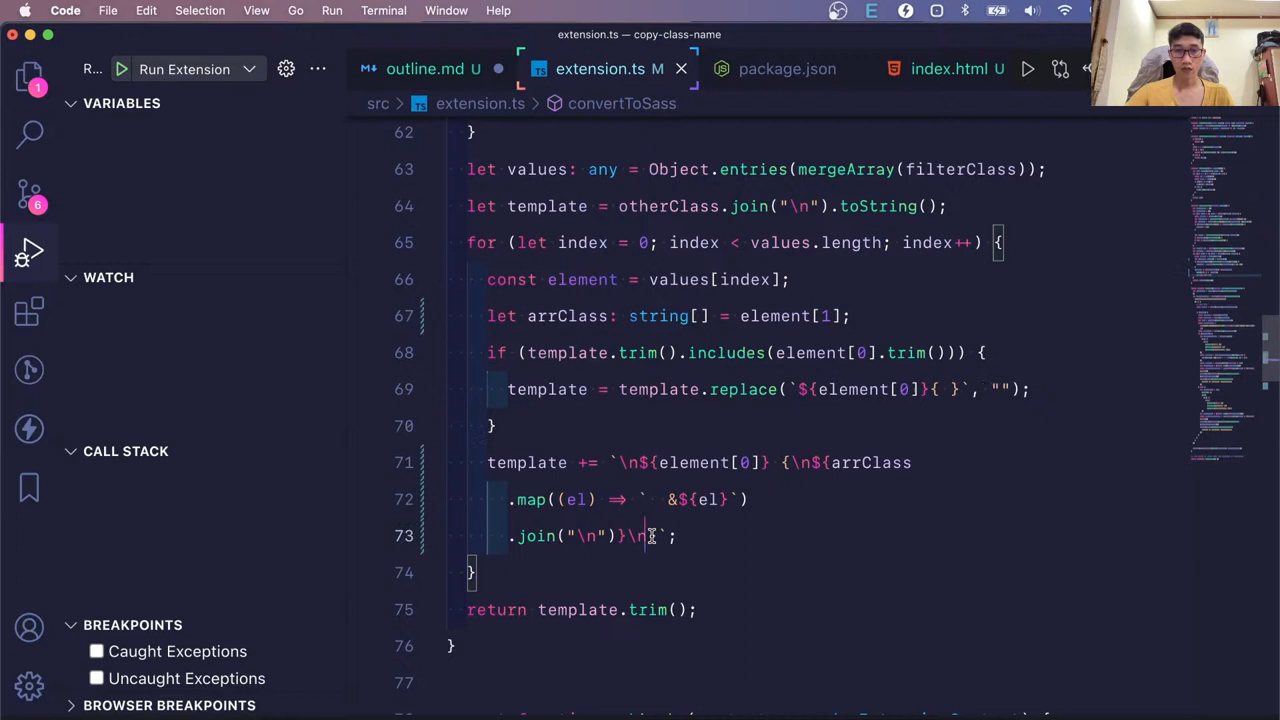 Code File Edit Selection View Go Run Terminal Window Help
extension.ts — copy-class-name
R... Run Extension
outline.md U
extension.ts M
package.json
index.html U
src > extension.ts > convertToSass
VARIABLES
WATCH
CALL STACK
BREAKPOINTS
Caught Exceptions
Uncaught Exceptions
BROWSER BREAKPOINTS
1
6
62 }
63 let values: any = Object.entries(mergeArray(filterClass));
64 let template = otherClass.join("\n").toString();
65 for (let index = 0; index < values.length; index++) {
66 const element = values[index];
67 let arrClass: string[] = element[1];
68 if (template.trim().includes(element[0].trim())) {
69 template = template.replace(`${element[0]}{ }`, "");
70 }
71 template += `\n${element[0]} {\n${arrClass
72 .map((el) => `  &${el}`)
73 .join("\n")}\n}`;
74 }
75 return template.trim();
76 }
77